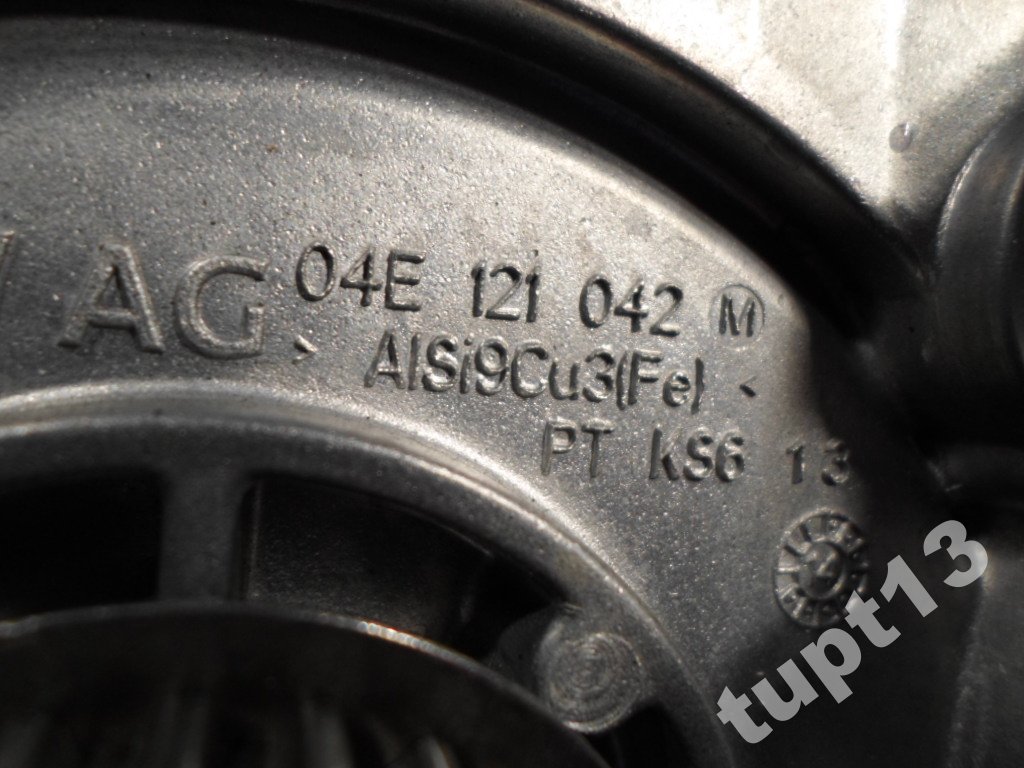 AG 04E 121 042 M
> AlSi9Cu3(Fe) <
PT KS6 13
tupt13